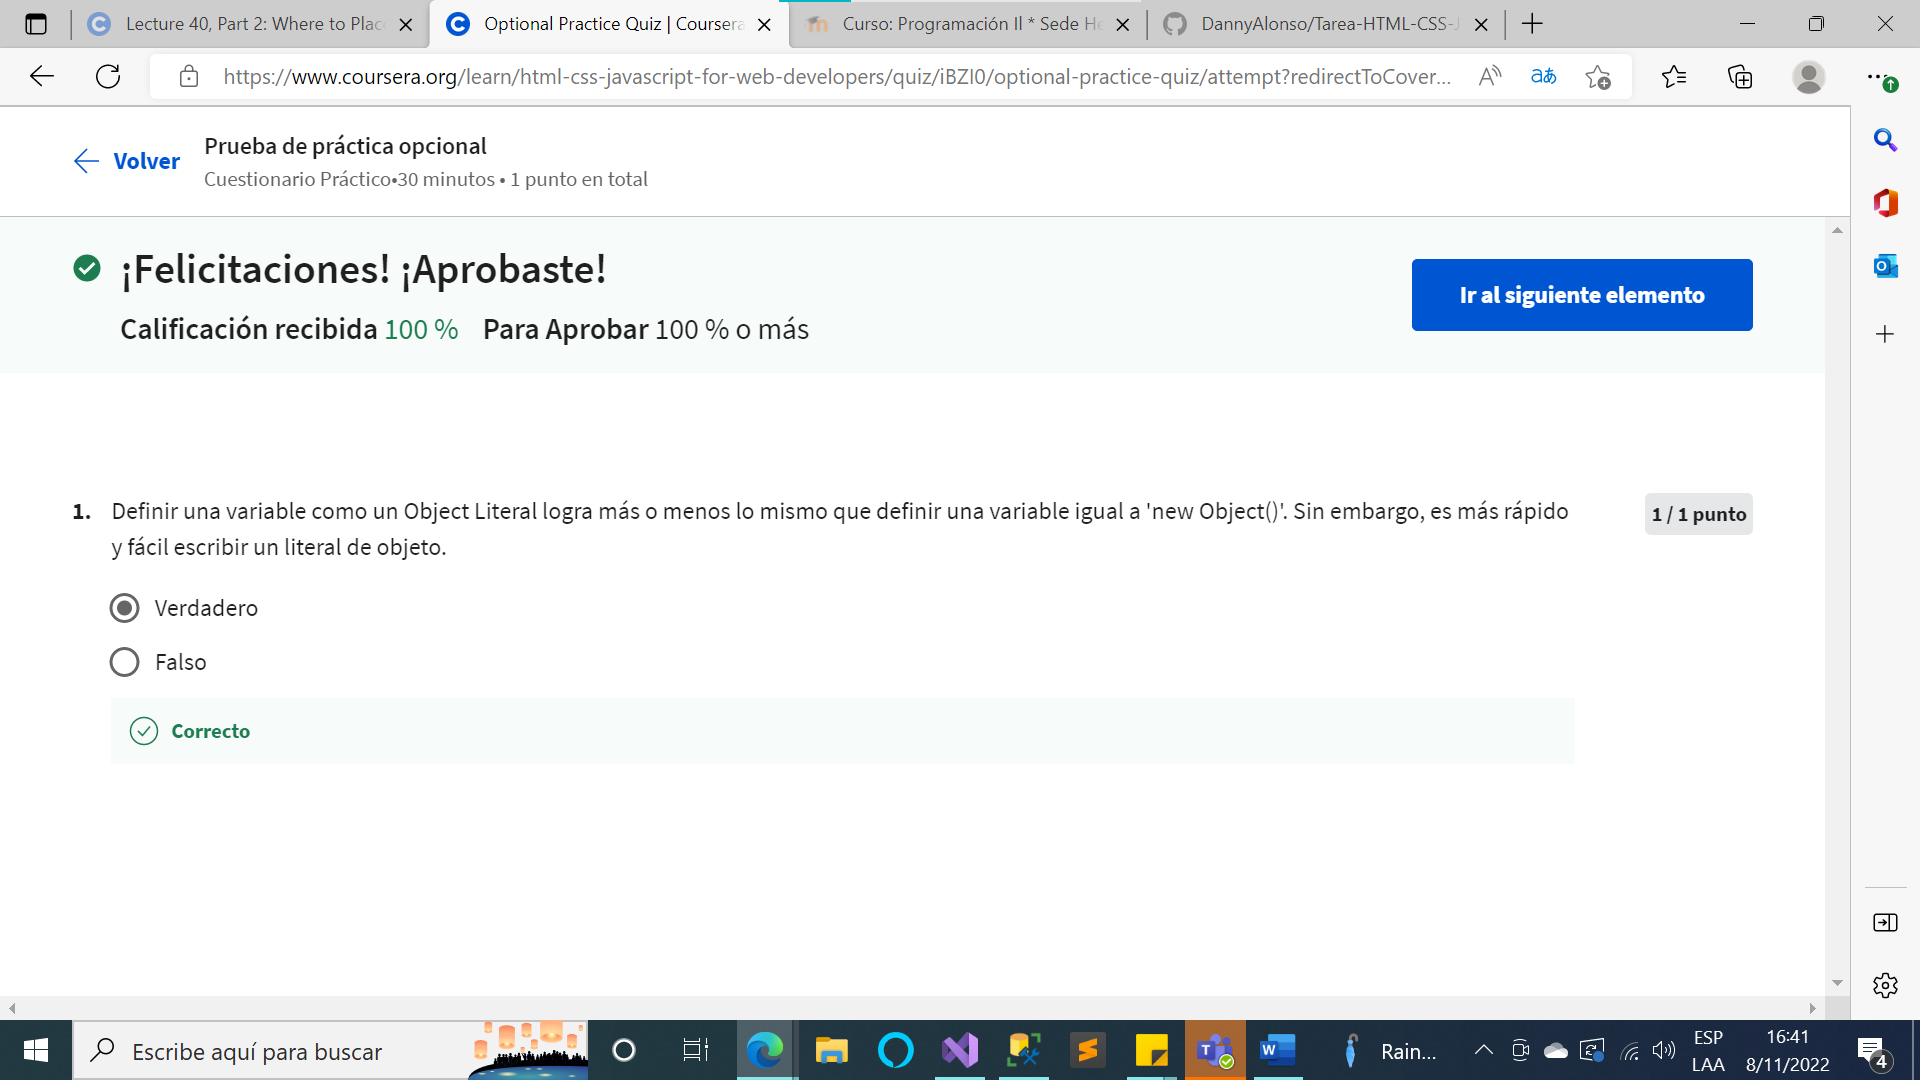 Lecture 40, Part 2: Where to Plac
Optional Practice Quiz | Coursera
Curso: Programación II * Sede He
DannyAlonso/Tarea-HTML-CSS-J
https://www.coursera.org/learn/html-css-javascript-for-web-developers/quiz/iBZI0/optional-practice-quiz/attempt?redirectToCover...
Volver
Prueba de práctica opcional
Cuestionario Práctico•30 minutos • 1 punto en total
¡Felicitaciones! ¡Aprobaste!
Calificación recibida 100 % Para Aprobar 100 % o más
Ir al siguiente elemento
1. Definir una variable como un Object Literal logra más o menos lo mismo que definir una variable igual a 'new Object()'. Sin embargo, es más rápido
y fácil escribir un literal de objeto.
1 / 1 punto
Verdadero
Falso
Correcto
Escribe aquí para buscar
Rain...
ESP
LAA
16:41
8/11/2022
4